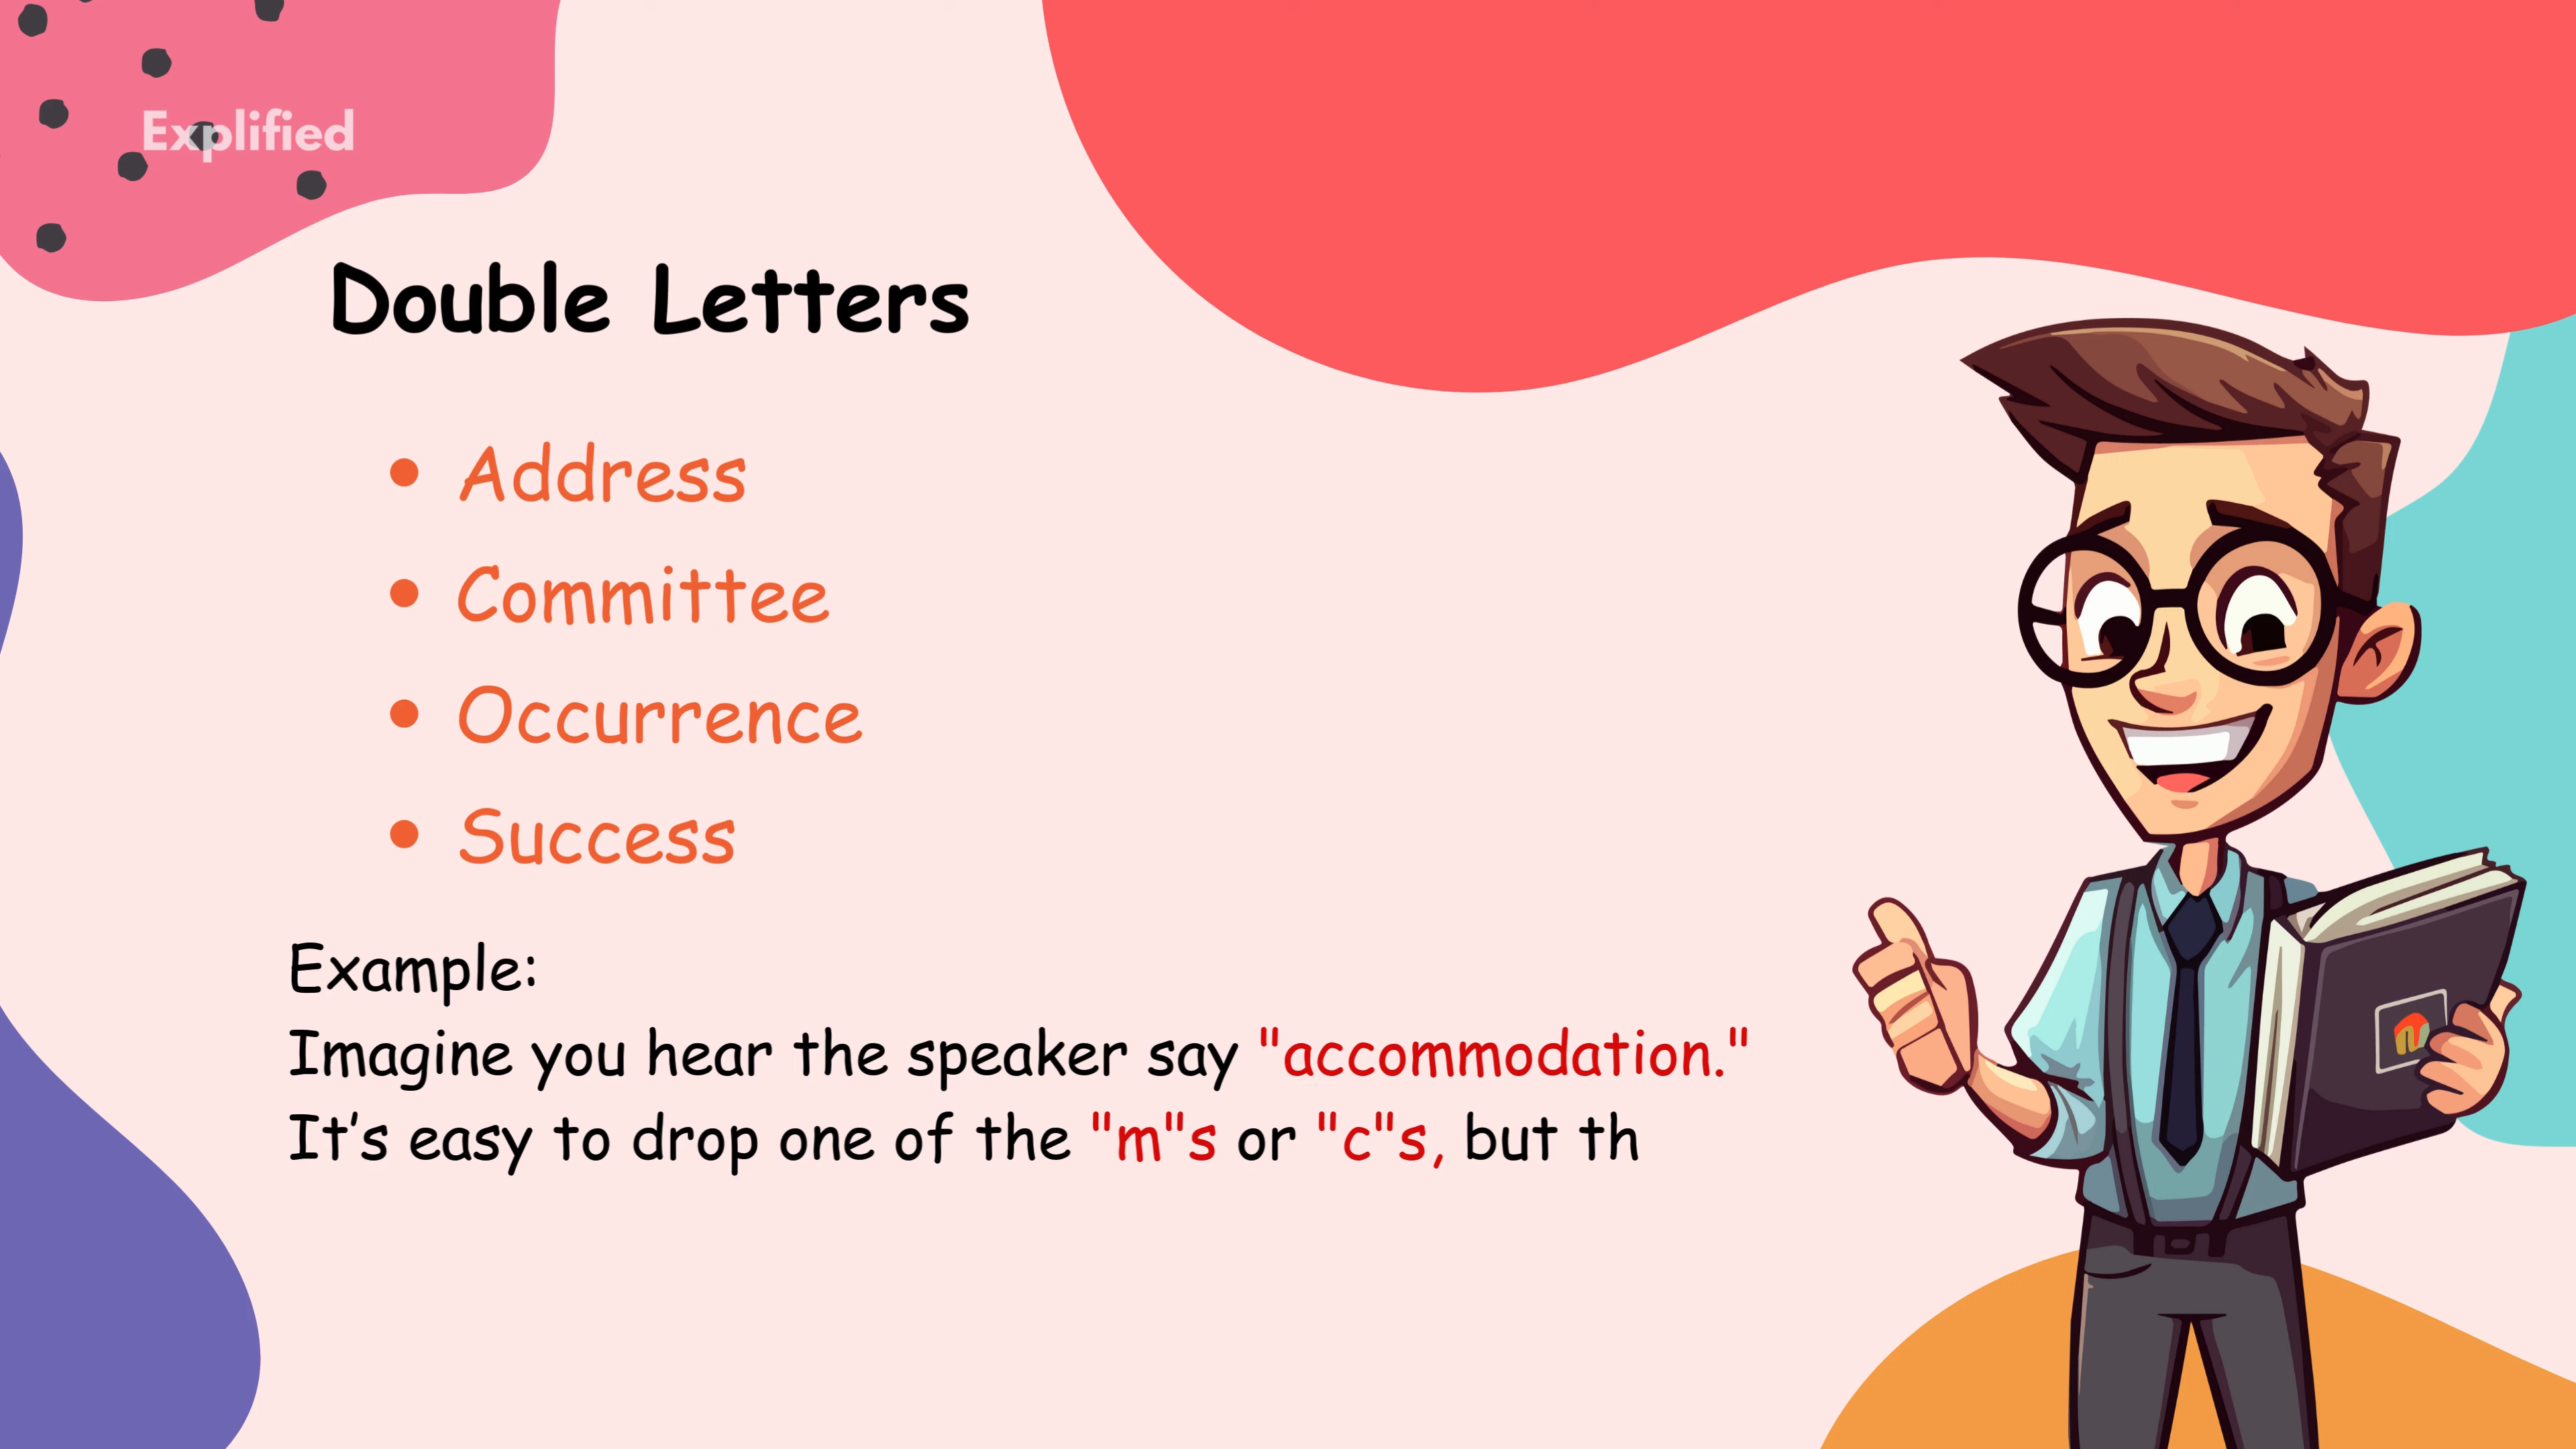 Explified
Double Letters
• Address
• Committee
• Occurrence
• Success
Example:
Imagine you hear the speaker say "accommodation."
It’s easy to drop one of the "m"s or "c"s, but th